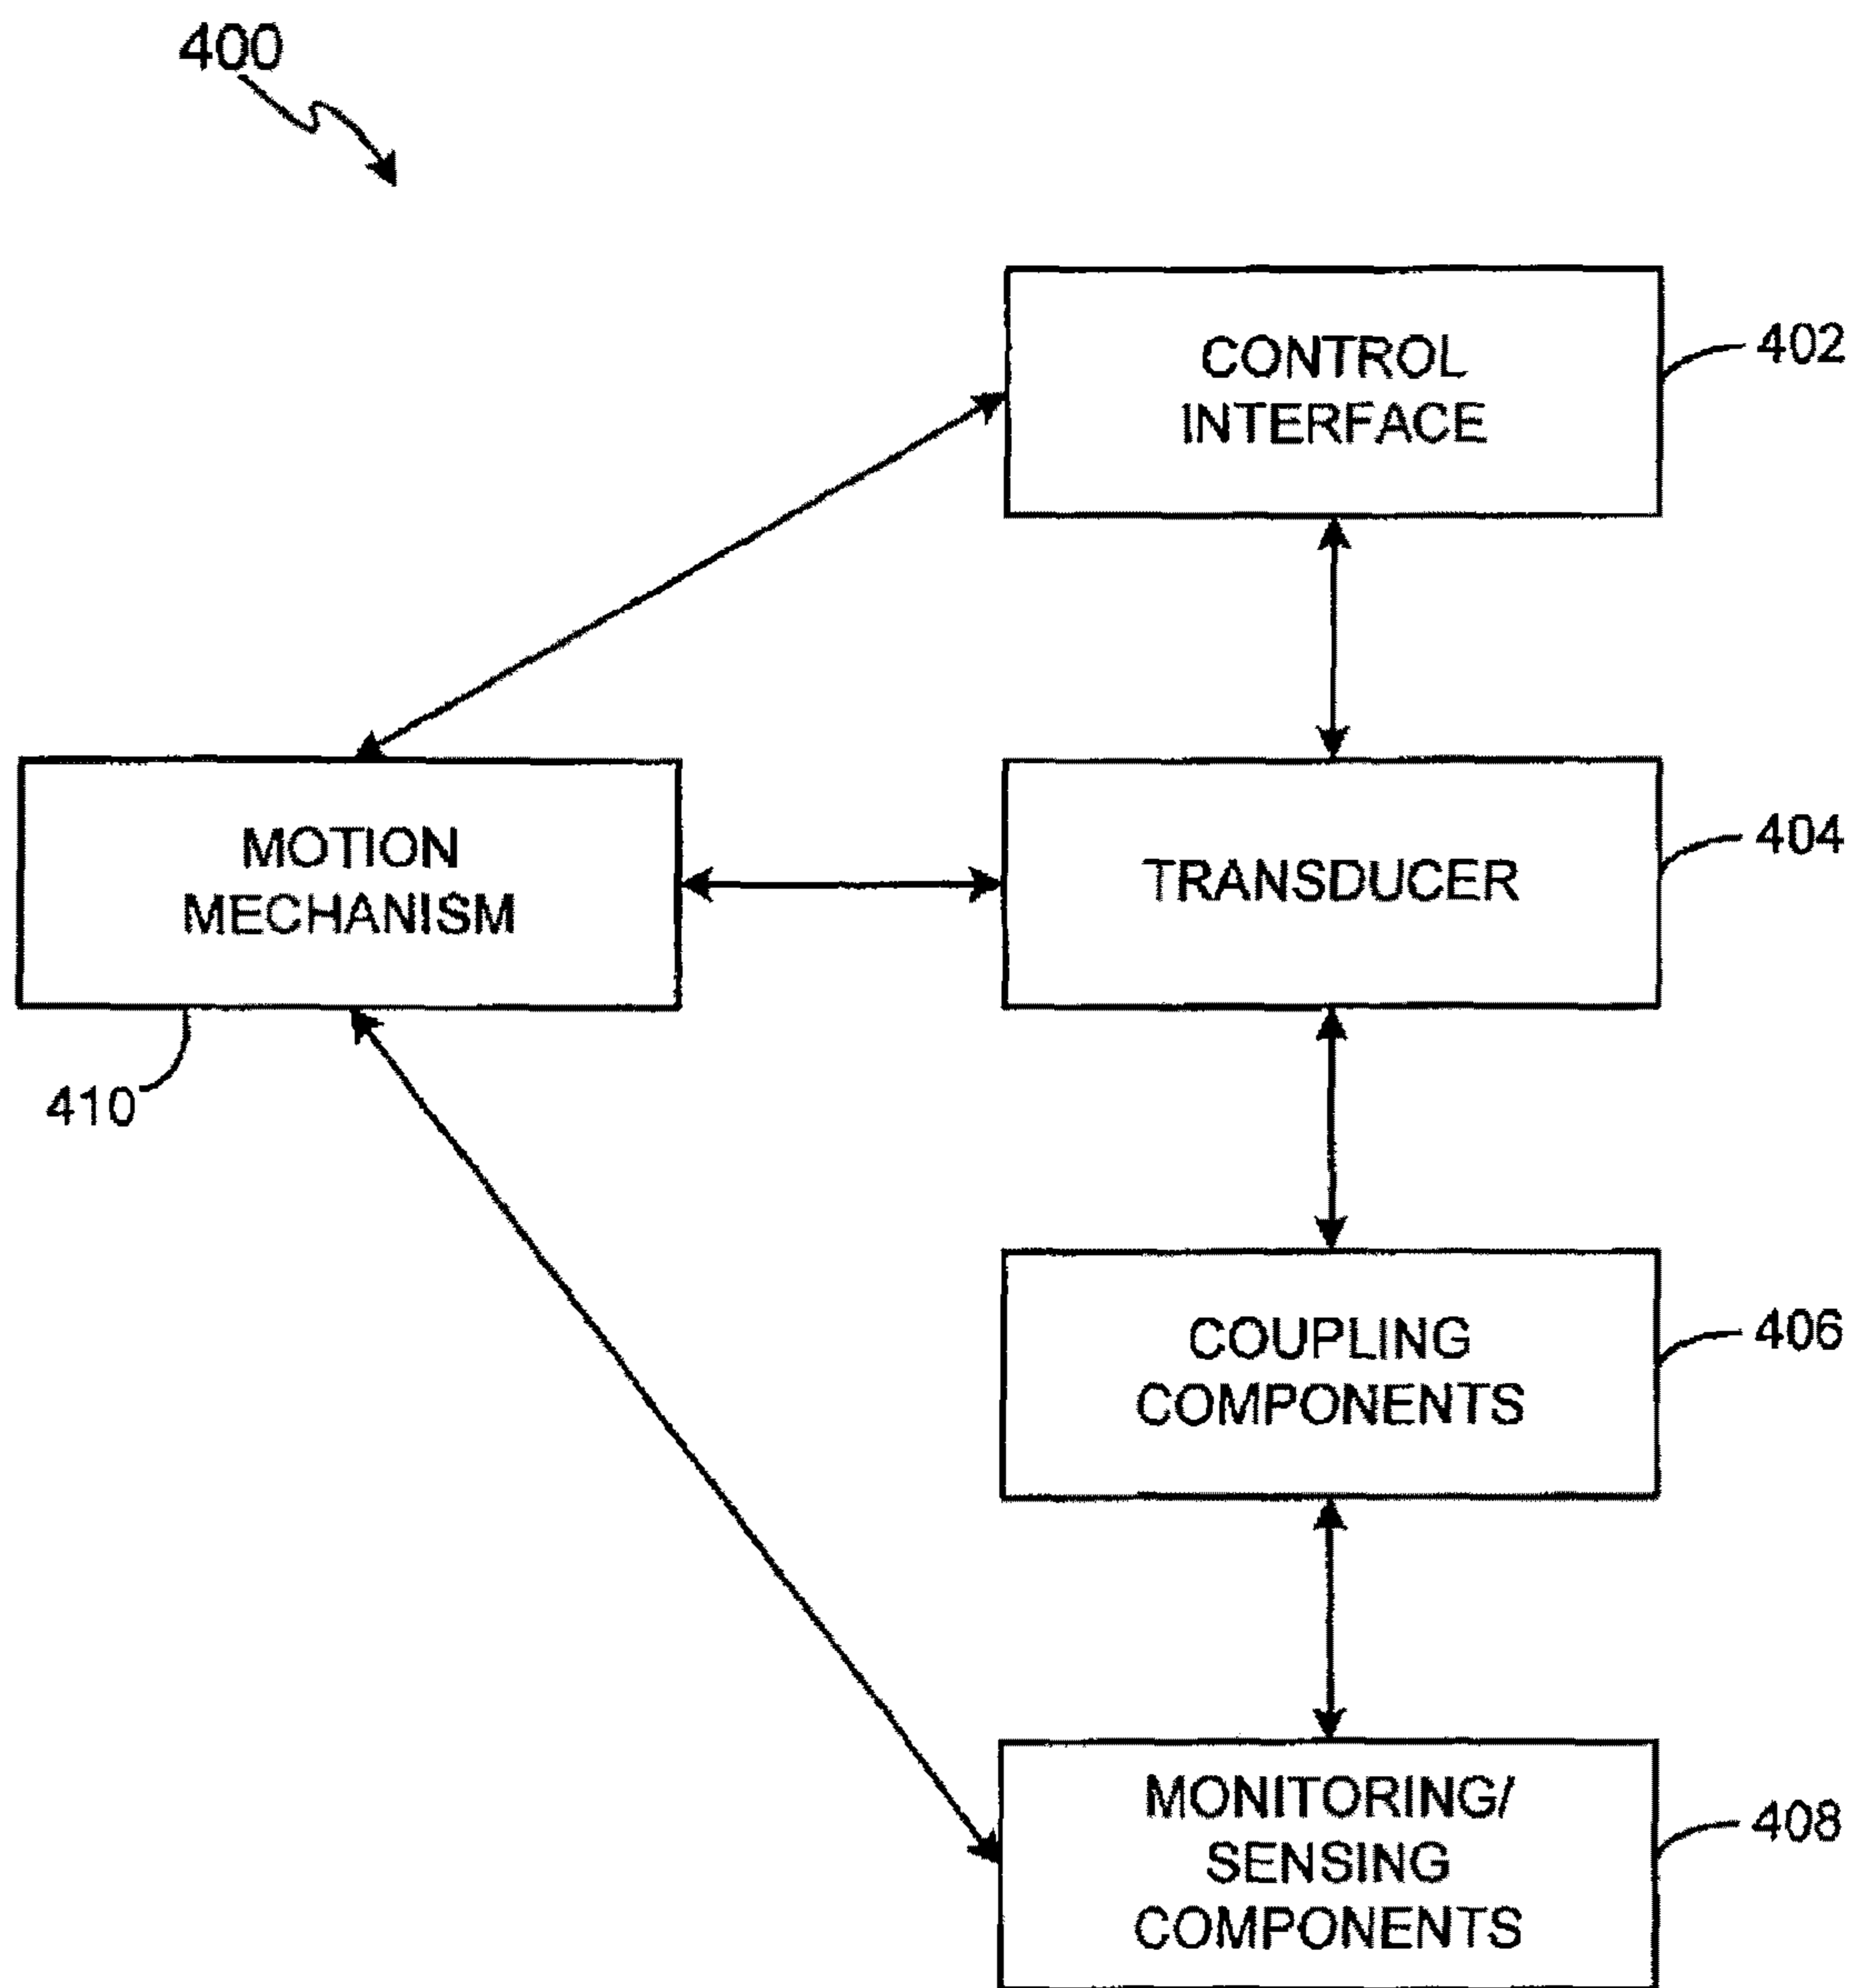 400
CONTROL
INTERFACE
402
MOTION
MECHANISM
410
TRANSDUCER
404
COUPLING
COMPONENTS
406
MONITORING/
SENSING
COMPONENTS
408